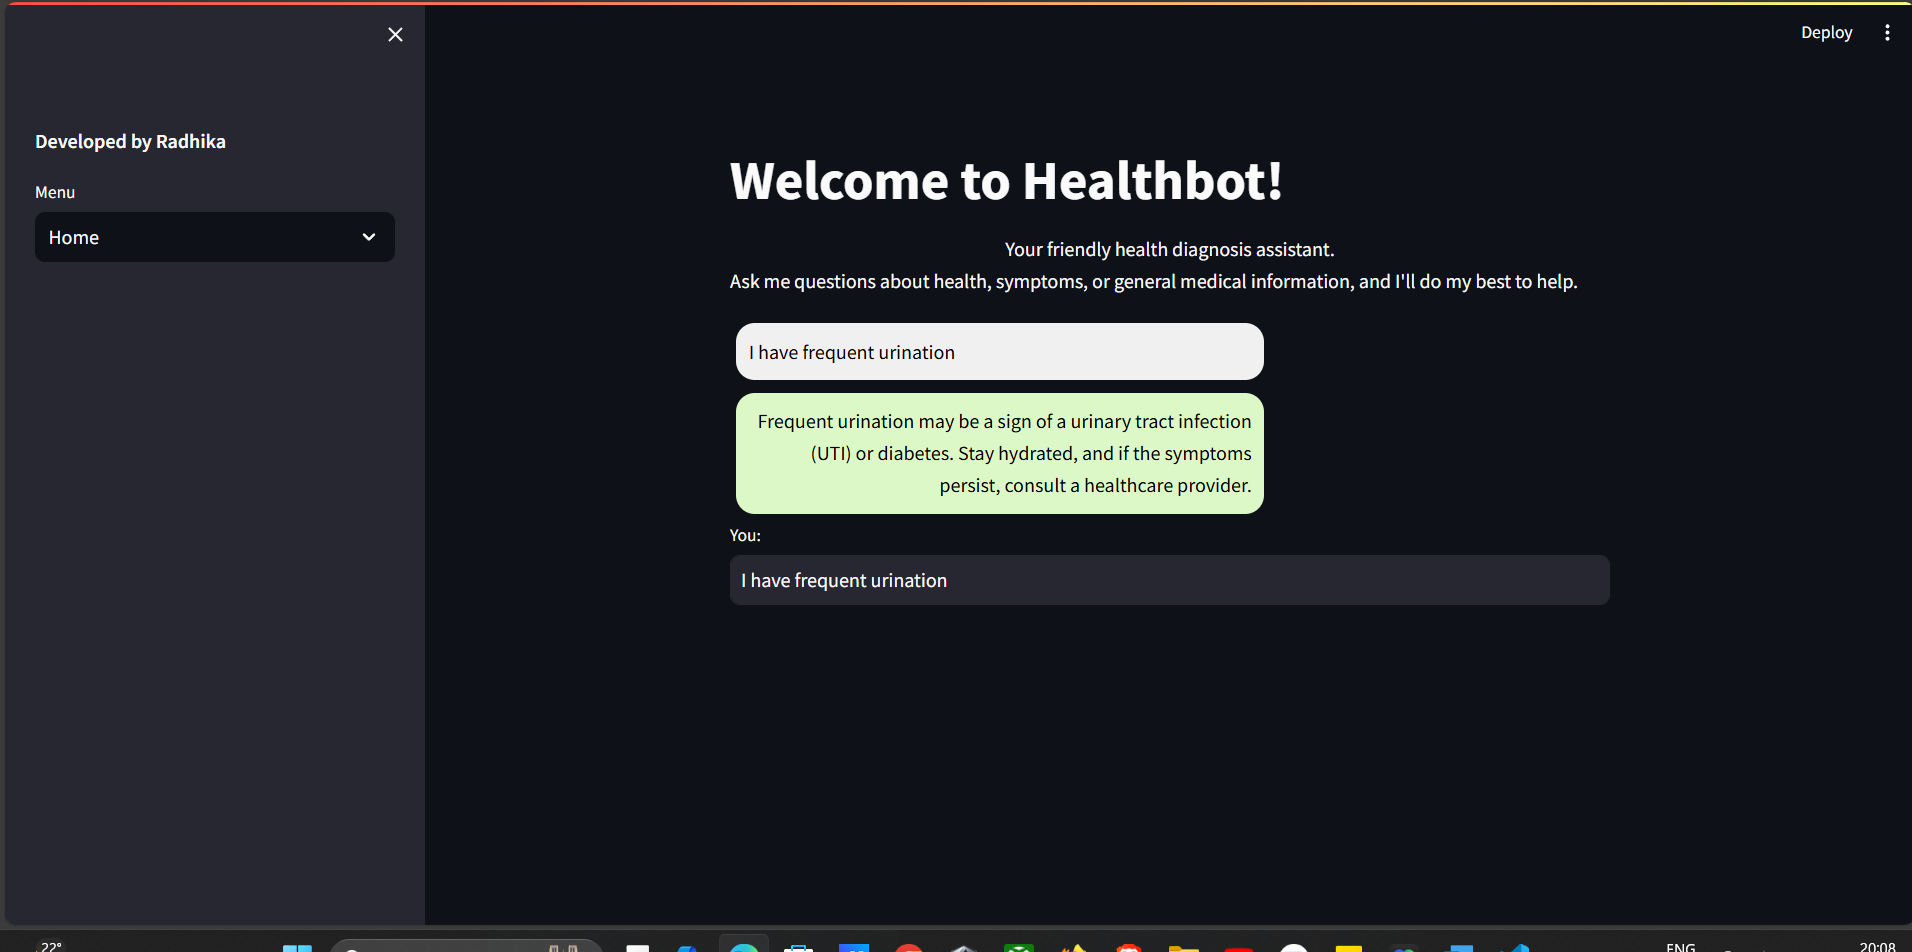 Deploy
Developed by Radhika
Menu
Home
Welcome to Healthbot!
Your friendly health diagnosis assistant.
Ask me questions about health, symptoms, or general medical information, and I'll do my best to help.
I have frequent urination
Frequent urination may be a sign of a urinary tract infection
(UTI) or diabetes. Stay hydrated, and if the symptoms
persist, consult a healthcare provider.
You:
I have frequent urination
22°
ENG
20:08